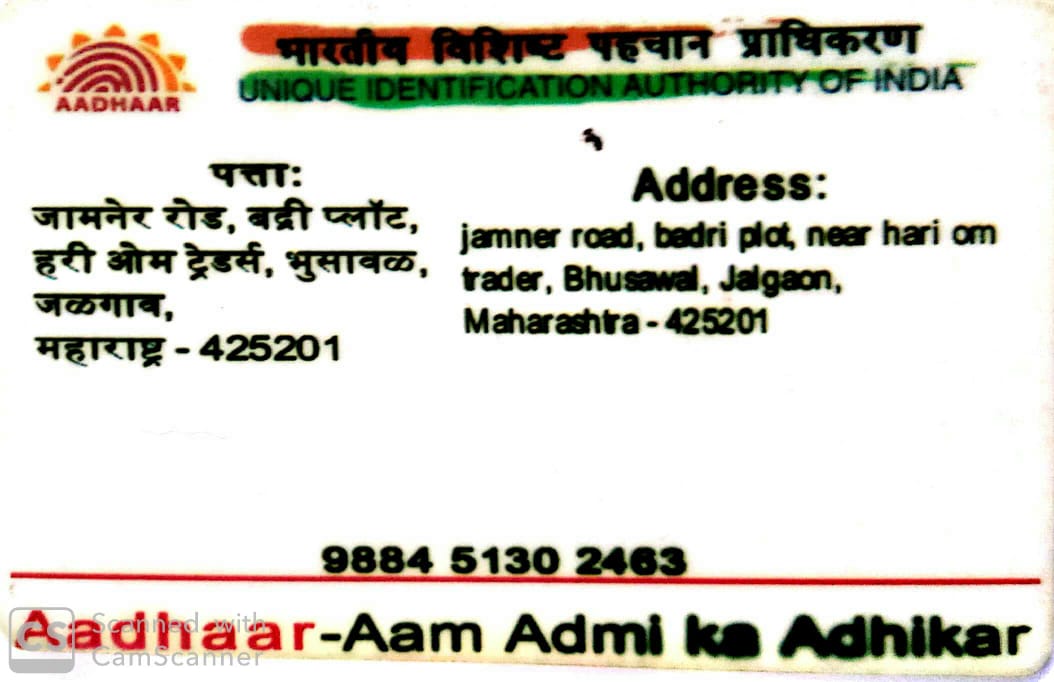 AADHAAR
भारतीय विशिष्ट पहचान प्राधिकरण
UNIQUE IDENTIFICATION AUTHORITY OF INDIA
पत्ता:
जामनेर रोड, बद्री प्लॉट,
हरी ओम ट्रेडर्स, भुसावळ,
जळगाव,
महाराष्ट्र - 425201
Address:
jamner road, badri plot, near hari om
trader, Bhusawal, Jalgaon,
Maharashtra - 425201
9884 5130 2463
Aadhaar-Aam Admi ka Adhikar
CS Scanned with
CamScanner